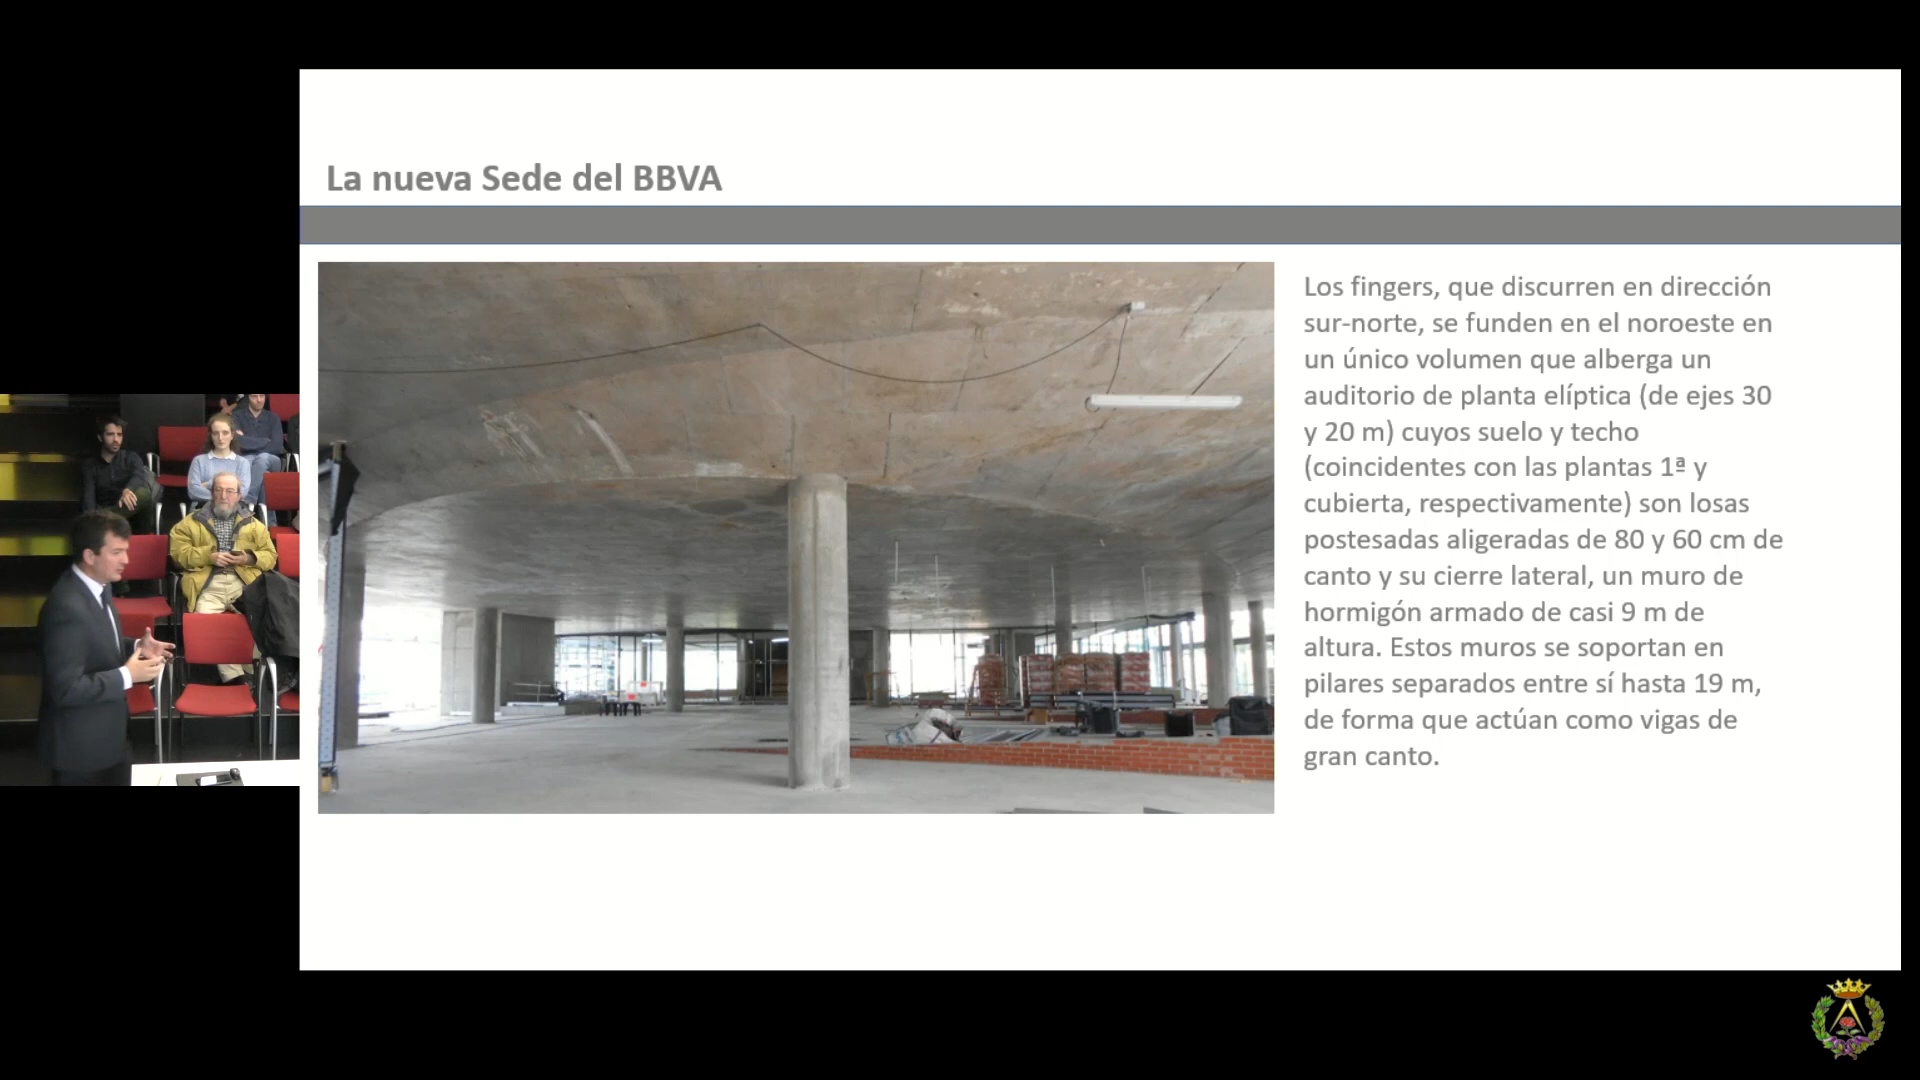 La nueva Sede del BBVA
Los fingers, que discurren en dirección
sur-norte, se funden en el noroeste en
un único volumen que alberga un
auditorio de planta elíptica (de ejes 30
y 20 m) cuyos suelo y techo
(coincidentes con las plantas 1ª y
cubierta, respectivamente) son losas
postesadas aligeradas de 80 y 60 cm de
canto y su cierre lateral, un muro de
hormigón armado de casi 9 m de
altura. Estos muros se soportan en
pilares separados entre sí hasta 19 m,
de forma que actúan como vigas de
gran canto.